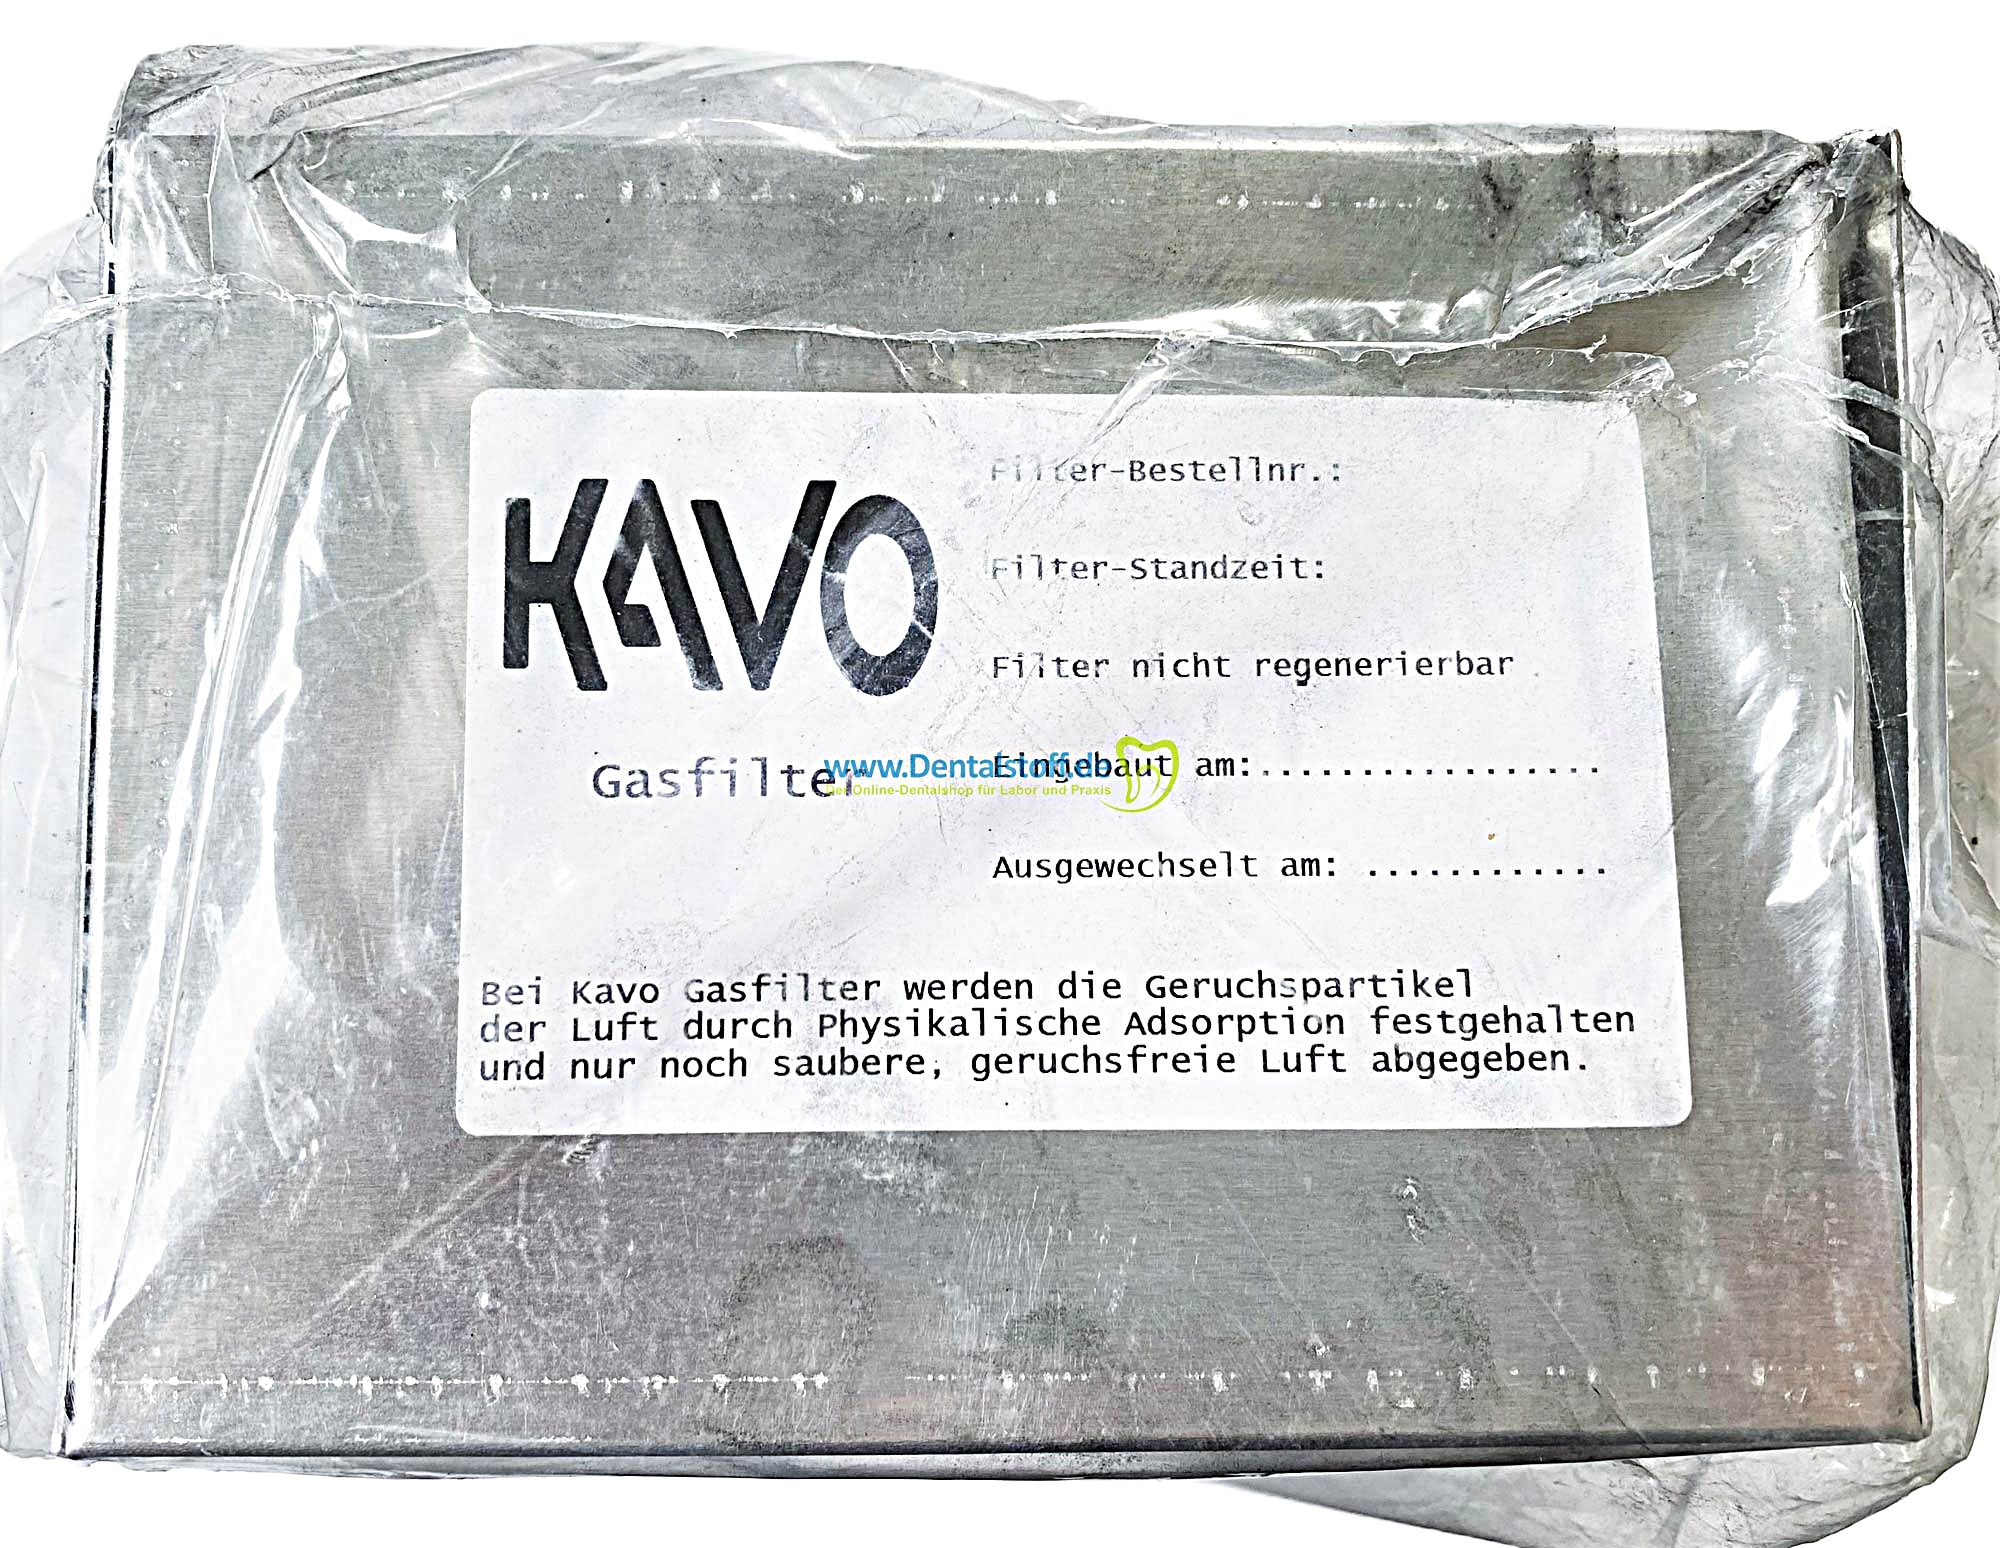 KAVO
Gasfilter
Filter-Bestellnr.:
Filter-Standzeit:
Filter nicht regenerierbar
Eingebaut am:.................
Ausgewechselt am: ............
Bei Kavo Gasfilter werden die Geruchspartikel
der Luft durch Physikalische Adsorption festgehalten
und nur noch saubere, geruchsfreie Luft abgegeben.
www.Dentalstoff.de
Der Online-Dentalshop für Labor und Praxis